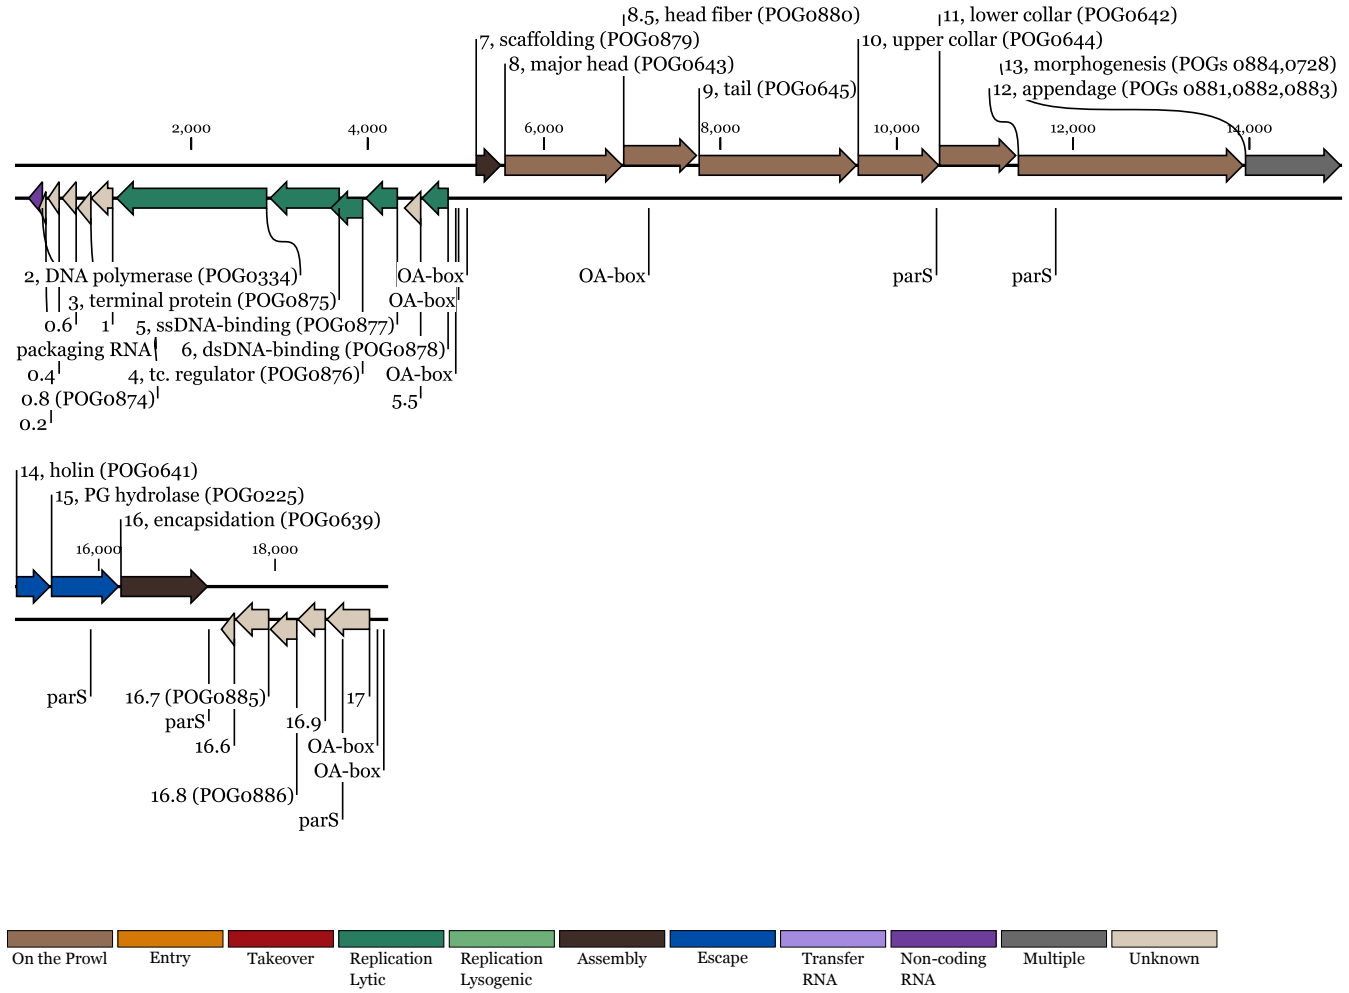 8.5, head fiber (POG0880)
11, lower collar (POG0642)
7, scaffolding (POG0879)
10, upper collar (POG0644)
8, major head (POG0643)
13, morphogenesis (POGs 0884,0728)
9, tail (POG0645)
12, appendage (POGs 0881,0882,0883)
2,000
4,000
6,000
8,000
10,000
12,000
14,000
2, DNA polymerase (POG0334)
OA-box
OA-box
parS
parS
3, terminal protein (POG0875)
OA-box
0.6
1
5, ssDNA-binding (POG0877)
packaging RNA
6, dsDNA-binding (POG0878)
0.4
4, tc. regulator (POG0876)
OA-box
0.8 (POG0874)
5.5
0.2
14, holin (POG0641)
15, PG hydrolase (POG0225)
16, encapsidation (POG0639)
16,000
18,000
parS
16.7 (POG0885)
17
parS
16.9
16.6
OA-box
OA-box
16.8 (POG0886)
parS
On the Prowl
Entry
Takeover
Replication
Lytic
Replication
Lysogenic
Assembly
Escape
Transfer
RNA
Non-coding
RNA
Multiple
Unknown